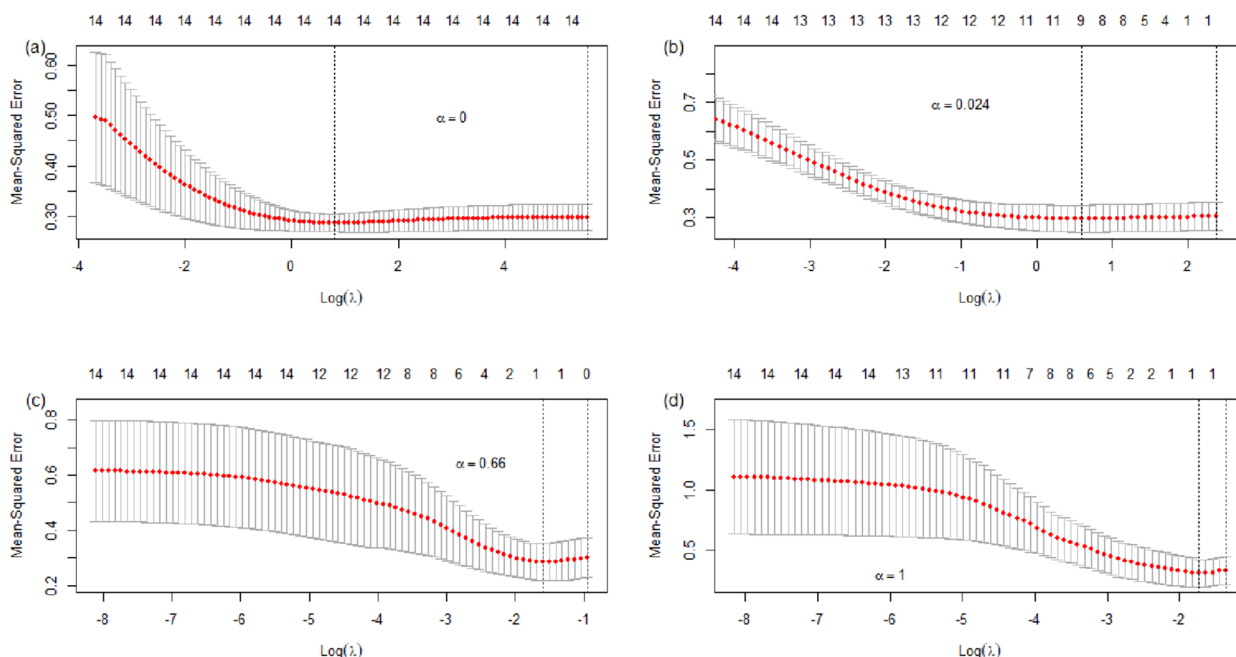 14 14 14 14 14 14 14 14 14 14 14 14 14 14 14 14
(a)
Mean-Squared Error
0.30 0.40 0.50 0.60
α = 0
-4 -2 0 2 4
Log(λ)
14 14 13 13 13 13 12 12 11 11 9 8 8 5 4 1 1
(b)
Mean-Squared Error
0.3 0.5 0.7
α = 0.024
-4 -3 -2 -1 0 1 2
Log(λ)
14 14 14 14 14 14 14 12 12 12 8 8 6 4 2 1 1 0
(c)
Mean-Squared Error
0.2 0.4 0.6 0.8
α = 0.66
-8 -7 -6 -5 -4 -3 -2 -1
Log(λ)
14 14 14 14 14 13 11 11 11 7 8 8 6 5 2 2 1 1 1
(d)
Mean-Squared Error
0.5 1.0 1.5
α = 1
-8 -7 -6 -5 -4 -3 -2
Log(λ)